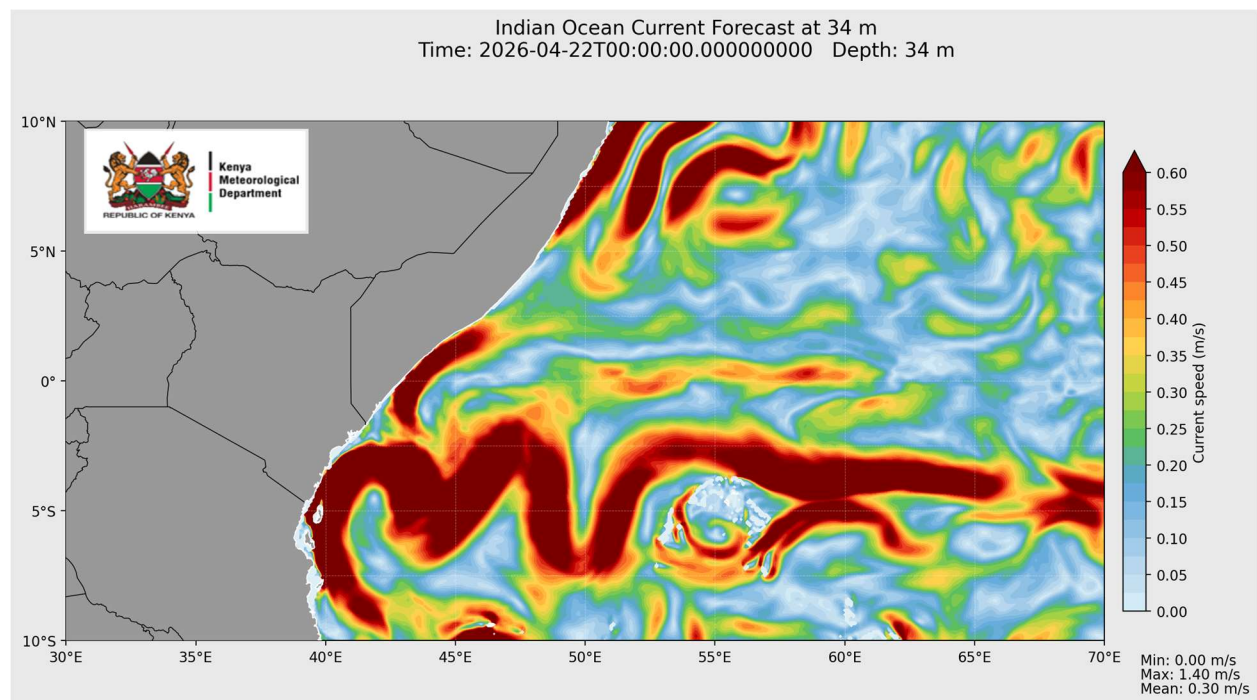 Indian Ocean Current Forecast at 34 m
Time: 2026-04-22T00:00:00.000000000   Depth: 34 m
10°N
5°N
0°
5°S
10°S
30°E
35°E
40°E
45°E
50°E
55°E
60°E
65°E
70°E
Kenya
Meteorological
Department
REPUBLIC OF KENYA
0.60
0.55
0.50
0.45
0.40
0.35
0.30
0.25
0.20
0.15
0.10
0.05
0.00
Current speed (m/s)
Min: 0.00 m/s
Max: 1.40 m/s
Mean: 0.30 m/s